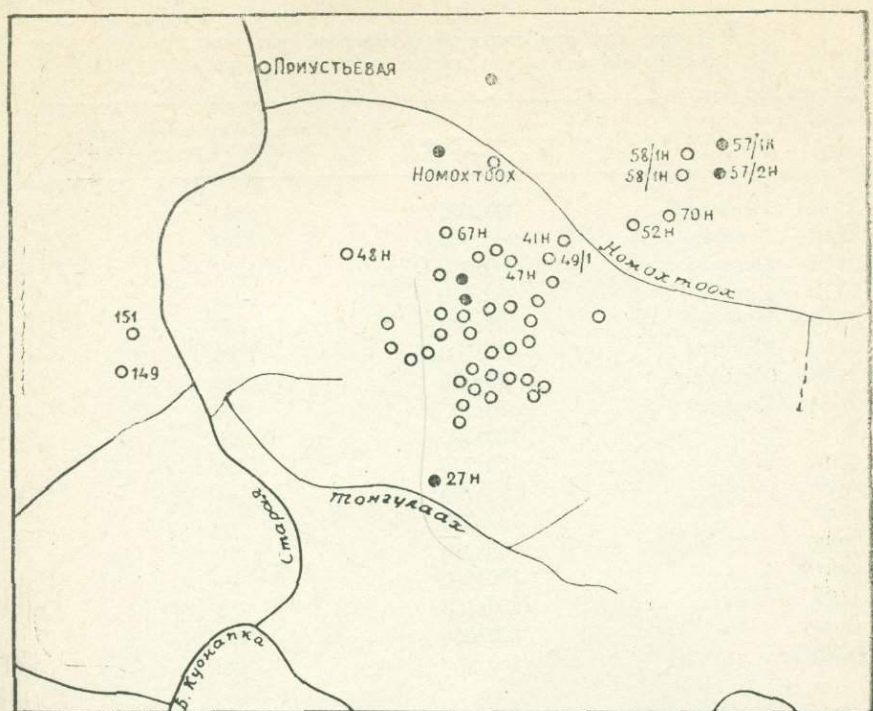 ПРИУСТЬЕВАЯ
58/1Н
57/1К
НОМОХТООХ
58/1Н
57/2Н
70Н
52Н
67Н
41Н
48Н
49/1
47Н
Номохтоох
151
149
27Н
Тонгулаах
Старая
Б. Куонапка